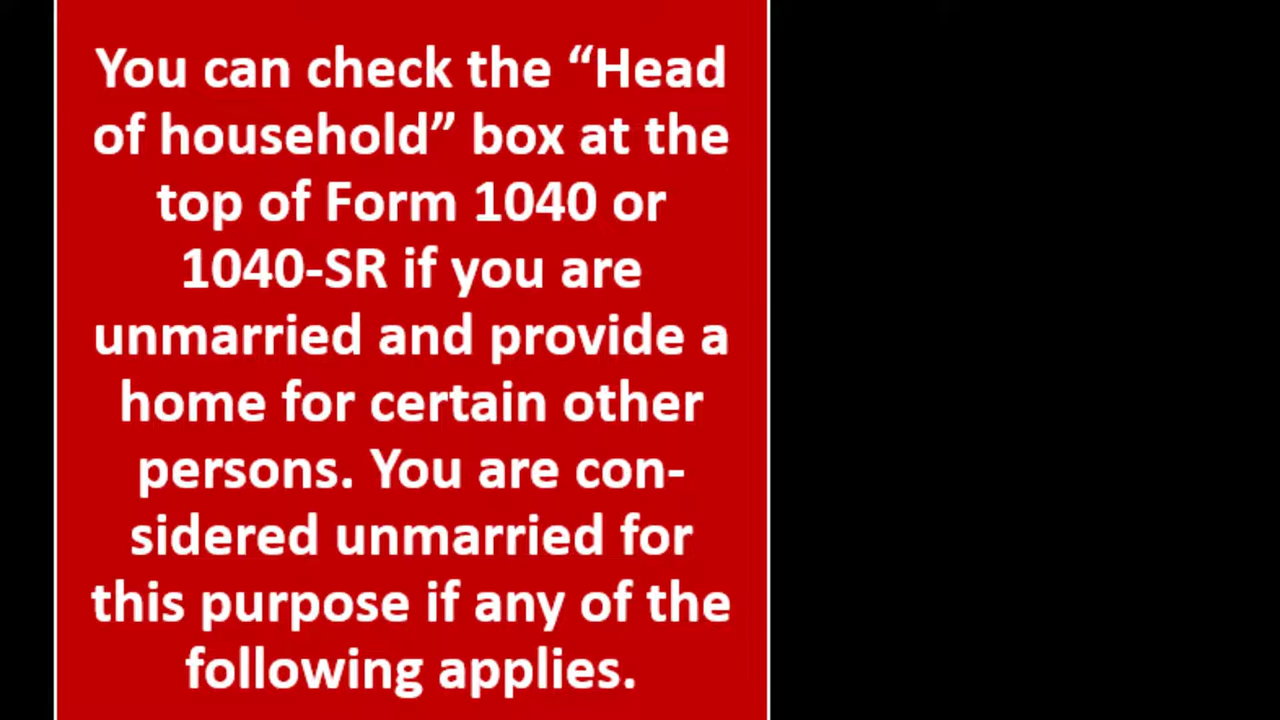 You can check the “Head
of household” box at the
top of Form 1040 or
1040-SR if you are
unmarried and provide a
home for certain other
persons. You are con-
sidered unmarried for
this purpose if any of the
following applies.